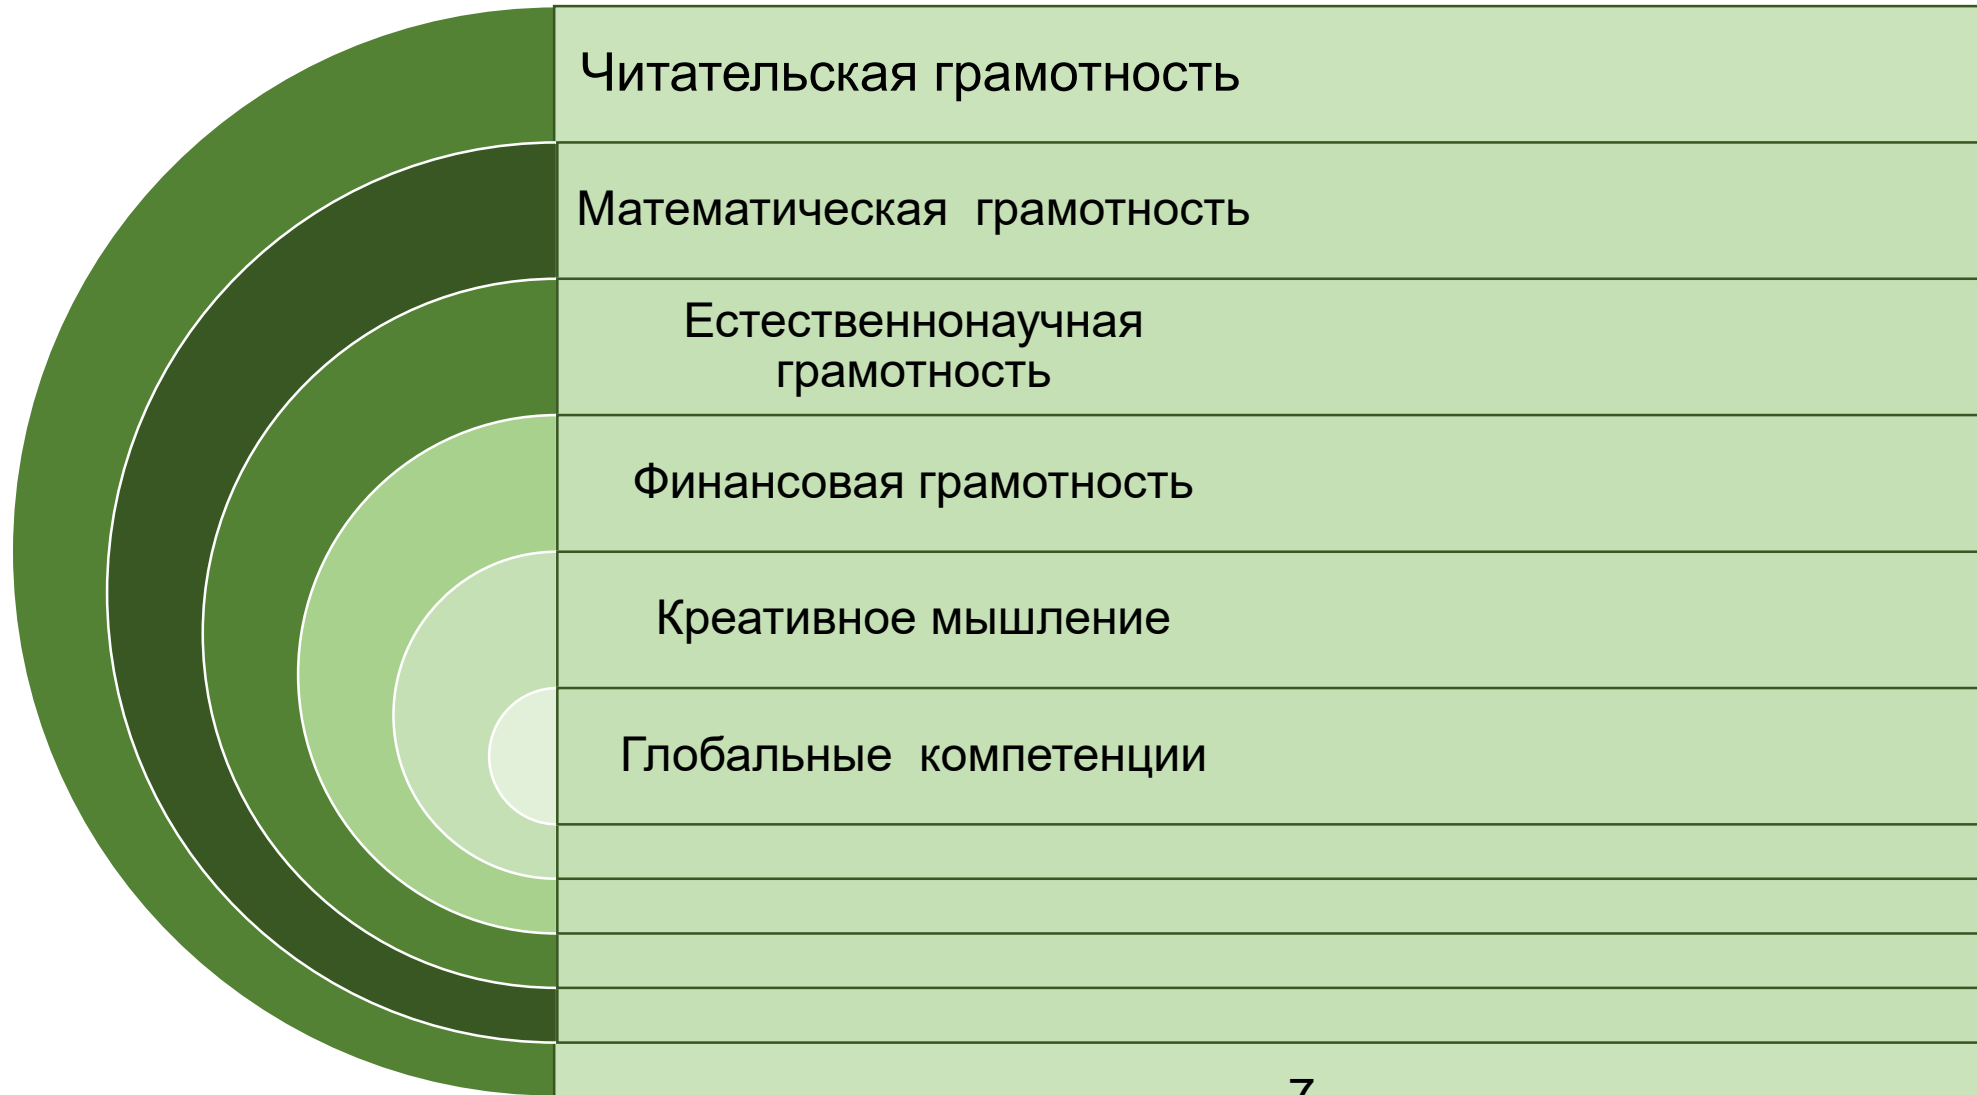 Читательская грамотность
Математическая  грамотность
Естественнонаучная
грамотность
Финансовая грамотность
Креативное мышление
Глобальные  компетенции